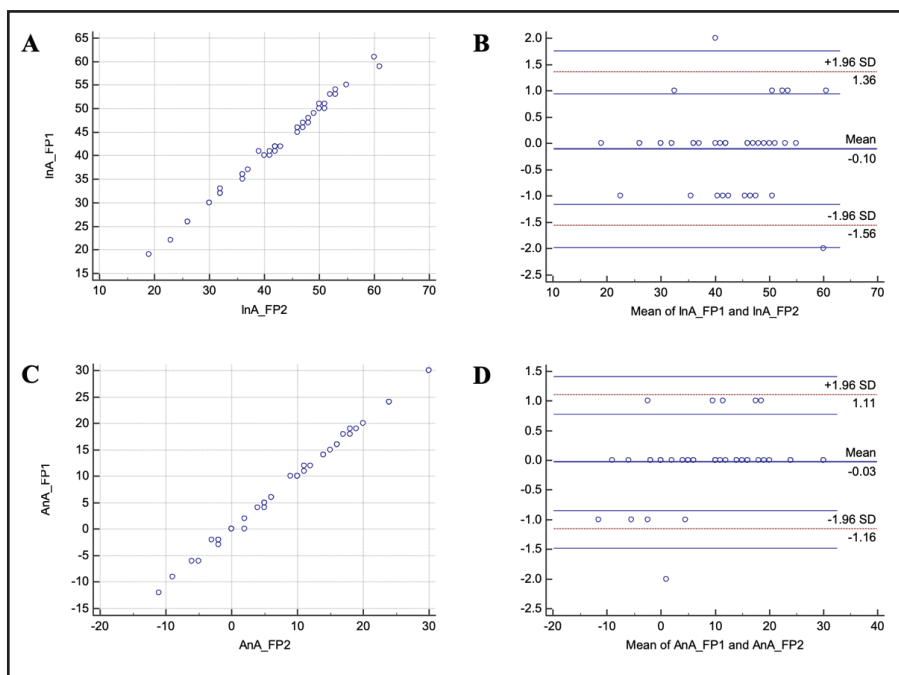 A
65
60
55
50
45
40
35
30
25
20
15
InA_FP1
10 20 30 40 50 60 70
InA_FP2
B
2.0
1.5
1.0
0.5
0.0
-0.5
-1.0
-1.5
-2.0
-2.5
+1.96 SD
1.36
Mean
-0.10
-1.96 SD
-1.56
10 20 30 40 50 60 70
Mean of InA_FP1 and InA_FP2
C
30
25
20
15
10
5
0
-5
-10
-15
AnA_FP1
-20 -10 0 10 20 30
AnA_FP2
D
1.5
1.0
0.5
0.0
-0.5
-1.0
-1.5
-2.0
-2.5
+1.96 SD
1.11
Mean
-0.03
-1.96 SD
-1.16
-20 -10 0 10 20 30 40
Mean of AnA_FP1 and AnA_FP2